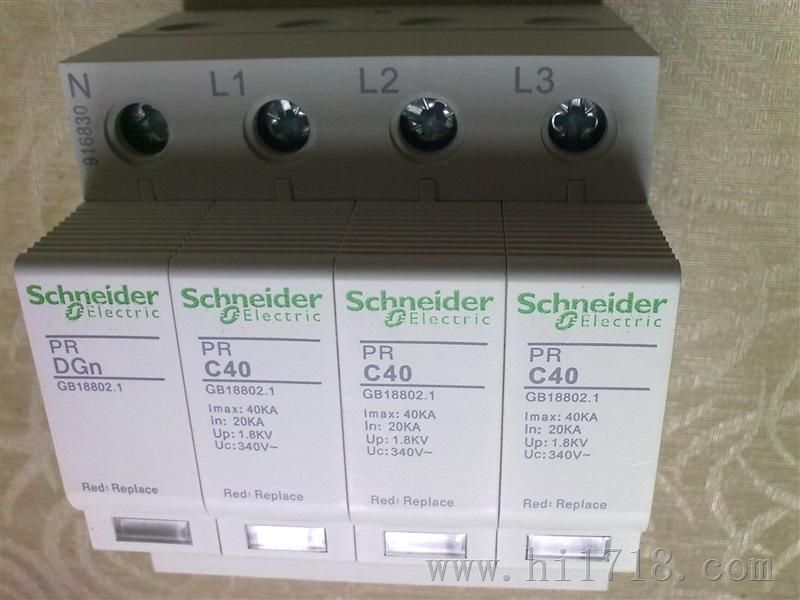 N L1 L2 L3
916830
Schneider
Electric
PR
DGn
GB18802.1
Red: Replace
Schneider
Electric
PR
C40
GB18802.1
Imax: 40KA
In: 20KA
Up: 1.8KV
Uc: 340V~
Red: Replace
Schneider
Electric
PR
C40
GB18802.1
Imax: 40KA
In: 20KA
Up: 1.8KV
Uc: 340V~
Red: Replace
Schneider
Electric
PR
C40
GB18802.1
Imax: 40KA
In: 20KA
Up: 1.8KV
Uc: 340V~
Red: Replace
www.hi1718.com